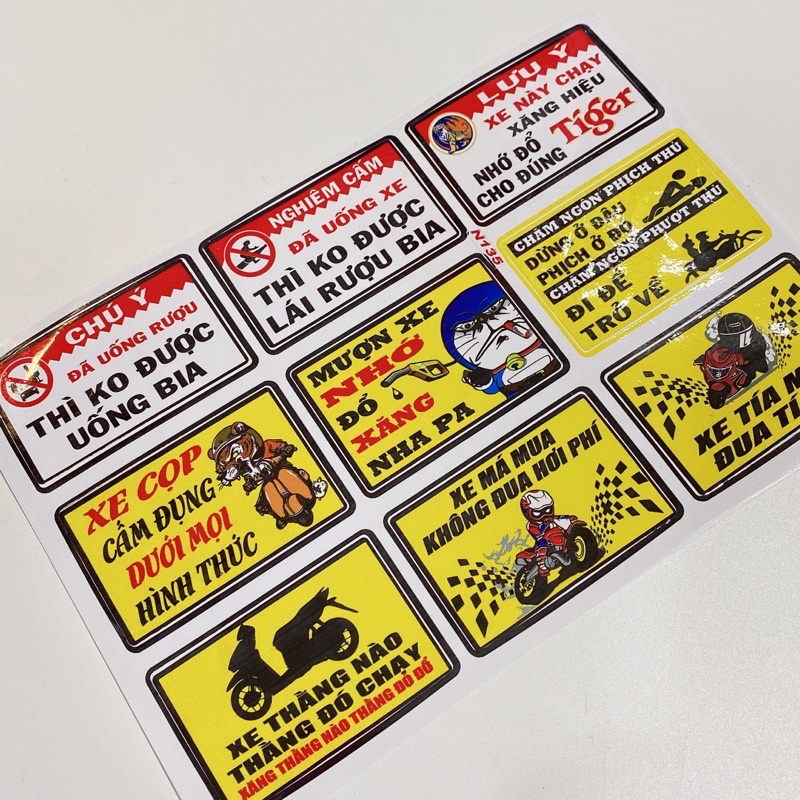 CHÚ Ý
ĐÃ UỐNG RƯỢU
THÌ KO ĐƯỢC
UỐNG BIA
NGHIÊM CẤM
ĐÃ UỐNG XE
THÌ KO ĐƯỢC
LÁI RƯỢU BIA
LƯU Ý
XE NÀY CHẠY
XĂNG HIỆU
NHỚ ĐỔ
CHO ĐÚNG
Tiger
N135
XE CỌP
CẤM ĐỤNG
DƯỚI MỌI
HÌNH THỨC
MƯỢN XE
NHỚ
ĐỔ
XĂNG
NHA PA
CHÂM NGÔN PHỊCH THỦ
DỪNG Ở ĐÂU
PHỊCH Ở ĐÓ
CHÂM NGÔN PHƯỢT THỦ
ĐI ĐỂ
TRỞ VỀ
XE THẰNG NÀO
THẰNG ĐÓ CHẠY
XĂNG THẰNG NÀO THẰNG ĐÓ ĐỔ
XE MÁ MUA
KHÔNG ĐUA HƠI PHÍ
XE TÍA M
ĐUA TÍ